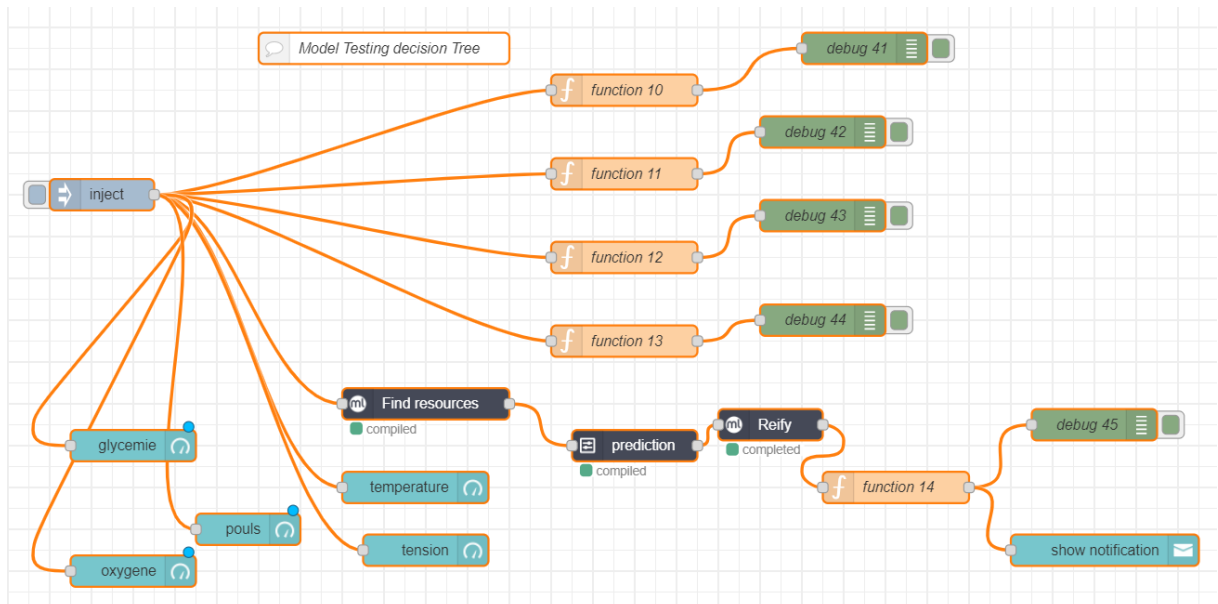 Model Testing decision Tree
debug 41
function 10
debug 42
function 11
inject
debug 43
function 12
debug 44
function 13
ml Find resources
compiled
ml Reify
completed
debug 45
glycemie
prediction
compiled
temperature
function 14
pouls
tension
show notification
oxygene